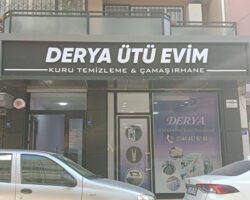 DERYA ÜTÜ EVİM
KURU TEMİZLEME & ÇAMAŞIRHANE
DERYA